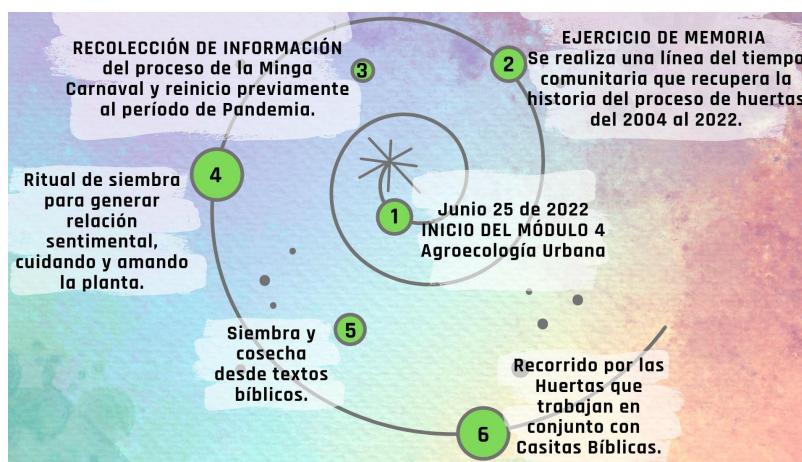 1
Junio 25 de 2022
INICIO DEL MÓDULO 4
Agroecología Urbana
2
EJERCICIO DE MEMORIA
Se realiza una línea del tiempo
comunitaria que recupera la
historia del proceso de huertas
del 2004 al 2022.
3
RECOLECCIÓN DE INFORMACIÓN
del proceso de la Minga
Carnaval y reinicio previamente
al período de Pandemia.
4
Ritual de siembra
para generar
relación
sentimental,
cuidando y amando
la planta.
5
Siembra y
cosecha
desde textos
bíblicos.
6
Recorrido por las
Huertas que
trabajan en
conjunto con
Casitas Bíblicas.